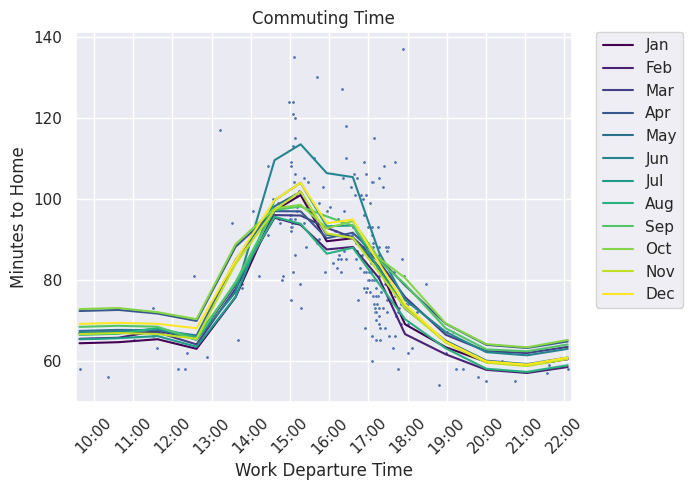 Commuting Time
Minutes to Home
140
120
100
80
60
10:00
11:00
12:00
13:00
14:00
15:00
16:00
17:00
18:00
19:00
20:00
21:00
22:00
Work Departure Time
Jan
Feb
Mar
Apr
May
Jun
Jul
Aug
Sep
Oct
Nov
Dec